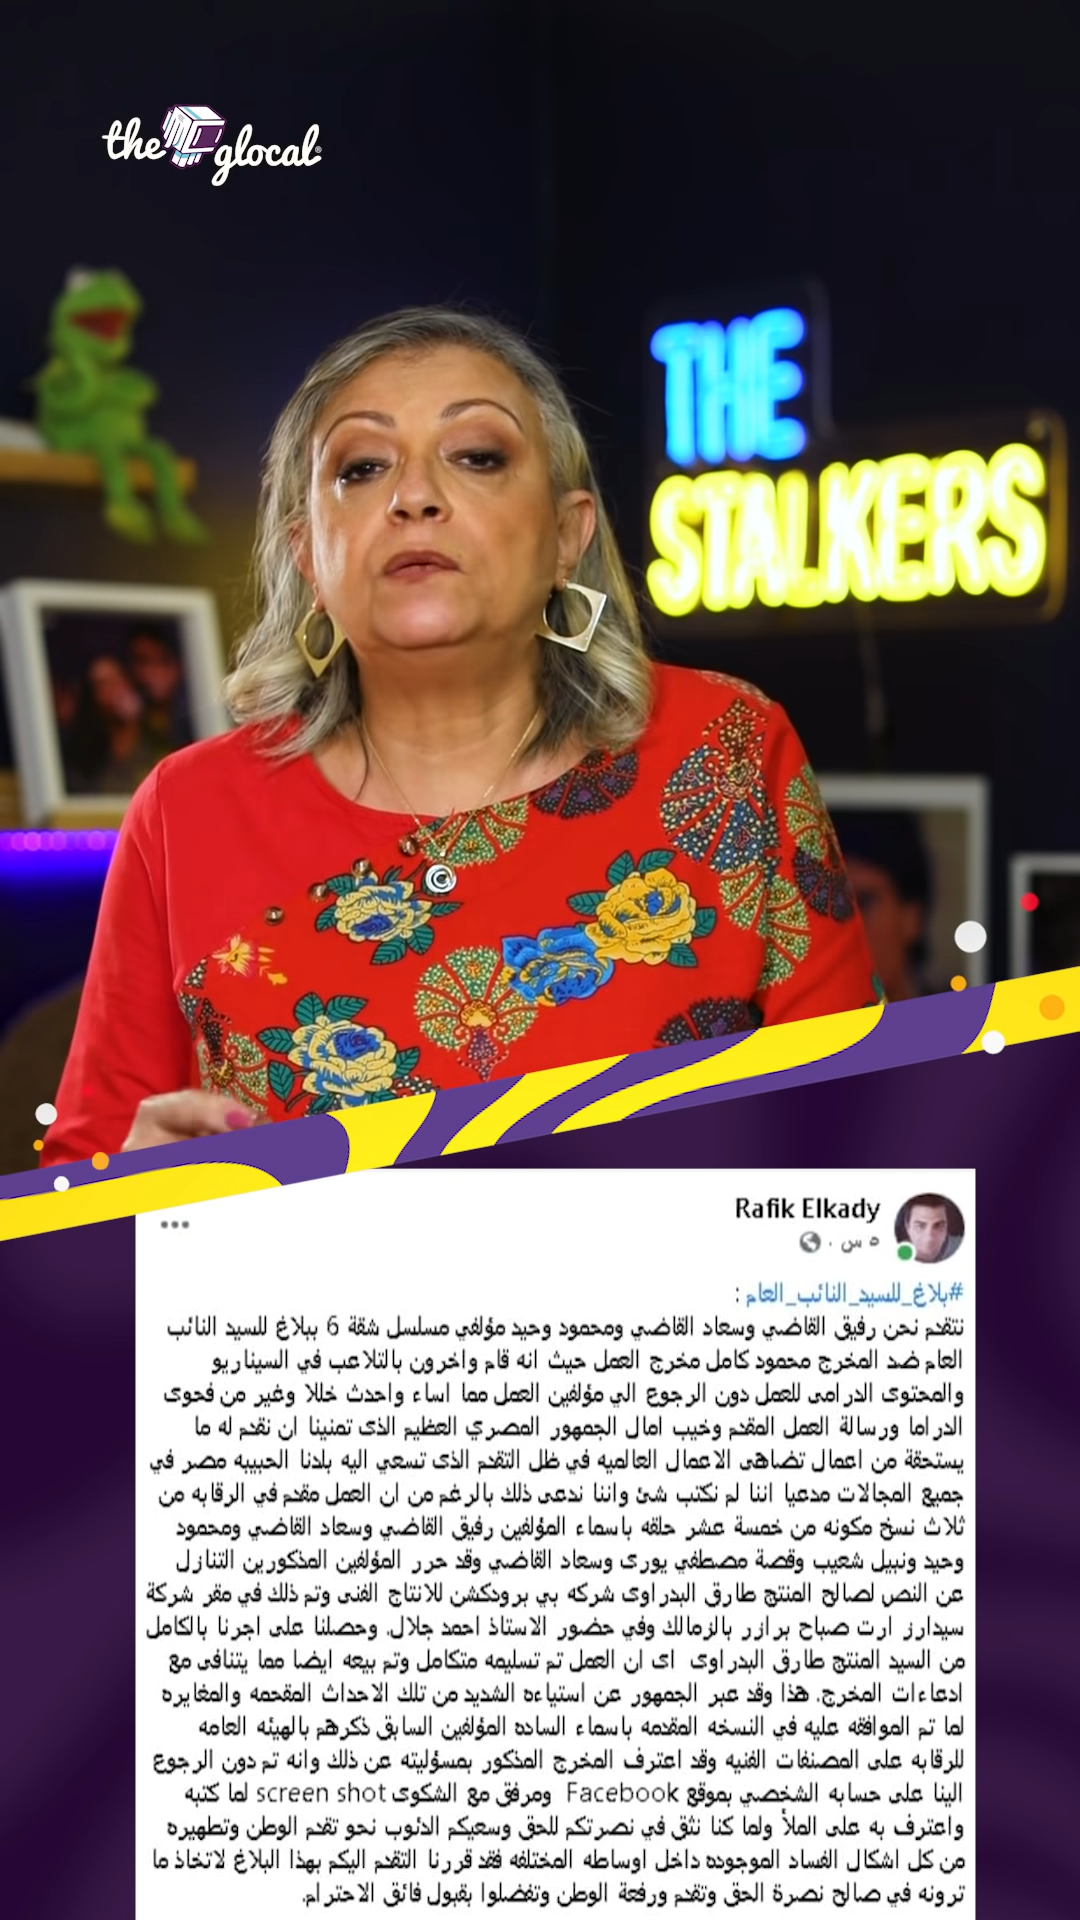 the glocal
THE
STALKERS
Rafik Elkady
٥ س ·
#بلاغ_للسيد_النائب_العام :
نتقدم نحن رفيق القاضي وسعاد القاضي ومحمود وحيد مؤلفي مسلسل شقة 6 ببلاغ للسيد النائب
العام ضد المخرج محمود كامل مخرج العمل حيث انه قام واخرون بالتلاعب في السيناريو
والمحتوى الدرامى للعمل دون الرجوع الي مؤلفين العمل مما اساء واحدث خللا وغير من فحوى
الدراما ورسالة العمل المقدم وخيب امال الجمهور المصري العظيم الذى تمنينا ان نقدم له ما
يستحقة من اعمال تضاهى الاعمال العالميه في ظل التقدم الذى تسعي اليه بلدنا الحبيبه مصر في
جميع المجالات مدعيا اننا لم نكتب شئ واننا ندعى ذلك بالرغم من ان العمل مقدم في الرقابه من
ثلاث نسخ مكونه من خمسة عشر حلقه باسماء المؤلفين رفيق القاضي وسعاد القاضي ومحمود
وحيد ونبيل شعيب وقصة مصطفي يورى وسعاد القاضي وقد حرر المؤلفين المذكورين التنازل
عن النص لصالح المنتج طارق البدراوى شركه بي برودكشن للانتاج الفنى وتم ذلك في مقر شركة
سيدارز ارت صباح برازر بالزمالك وفي حضور الاستاذ احمد جلال. وحصلنا على اجرنا بالكامل
من السيد المنتج طارق البدراوى اى ان العمل تم تسليمه متكامل وتم بيعه ايضا مما يتنافى مع
ادعاءات المخرج. هذا وقد عبر الجمهور عن استياءه الشديد من تلك الاحداث المقحمه والمغايره
لما تم الموافقه عليه في النسخه المقدمه باسماء الساده المؤلفين السابق ذكرهم بالهيئه العامه
للرقابه على المصنفات الفنيه وقد اعترف المخرج المذكور بمسؤليته عن ذلك وانه تم دون الرجوع
الينا على حسابه الشخصي بموقع Facebook ومرفق مع الشكوى screen shot لما كتبه
واعترف به على الملأ ولما كنا نثق في نصرتكم للحق وسعيكم الدئوب نحو تقدم الوطن وتطهيره
من كل اشكال الفساد الموجوده داخل اوساطه المختلفه فقد قررنا التقدم اليكم بهذا البلاغ لاتخاذ ما
ترونه في صالح نصرة الحق وتقدم ورفعة الوطن وتفضلوا بقبول فائق الاحترام.